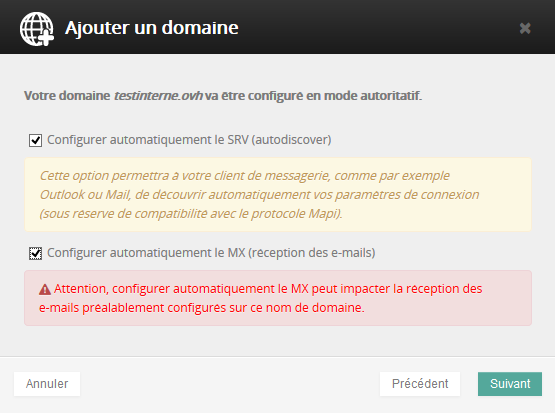 Ajouter un domaine
Votre domaine testinterne.ovh va être configuré en mode autoritatif.
Configurer automatiquement le SRV (autodiscover)
Cette option permettra à votre client de messagerie, comme par exemple
Outlook ou Mail, de découvrir automatiquement vos paramètres de connexion
(sous réserve de compatibilité avec le protocole Mapi).
Configurer automatiquement le MX (réception des e-mails)
Attention, configurer automatiquement le MX peut impacter la réception des
e-mails préalablement configurés sur ce nom de domaine.
Annuler
Précédent
Suivant